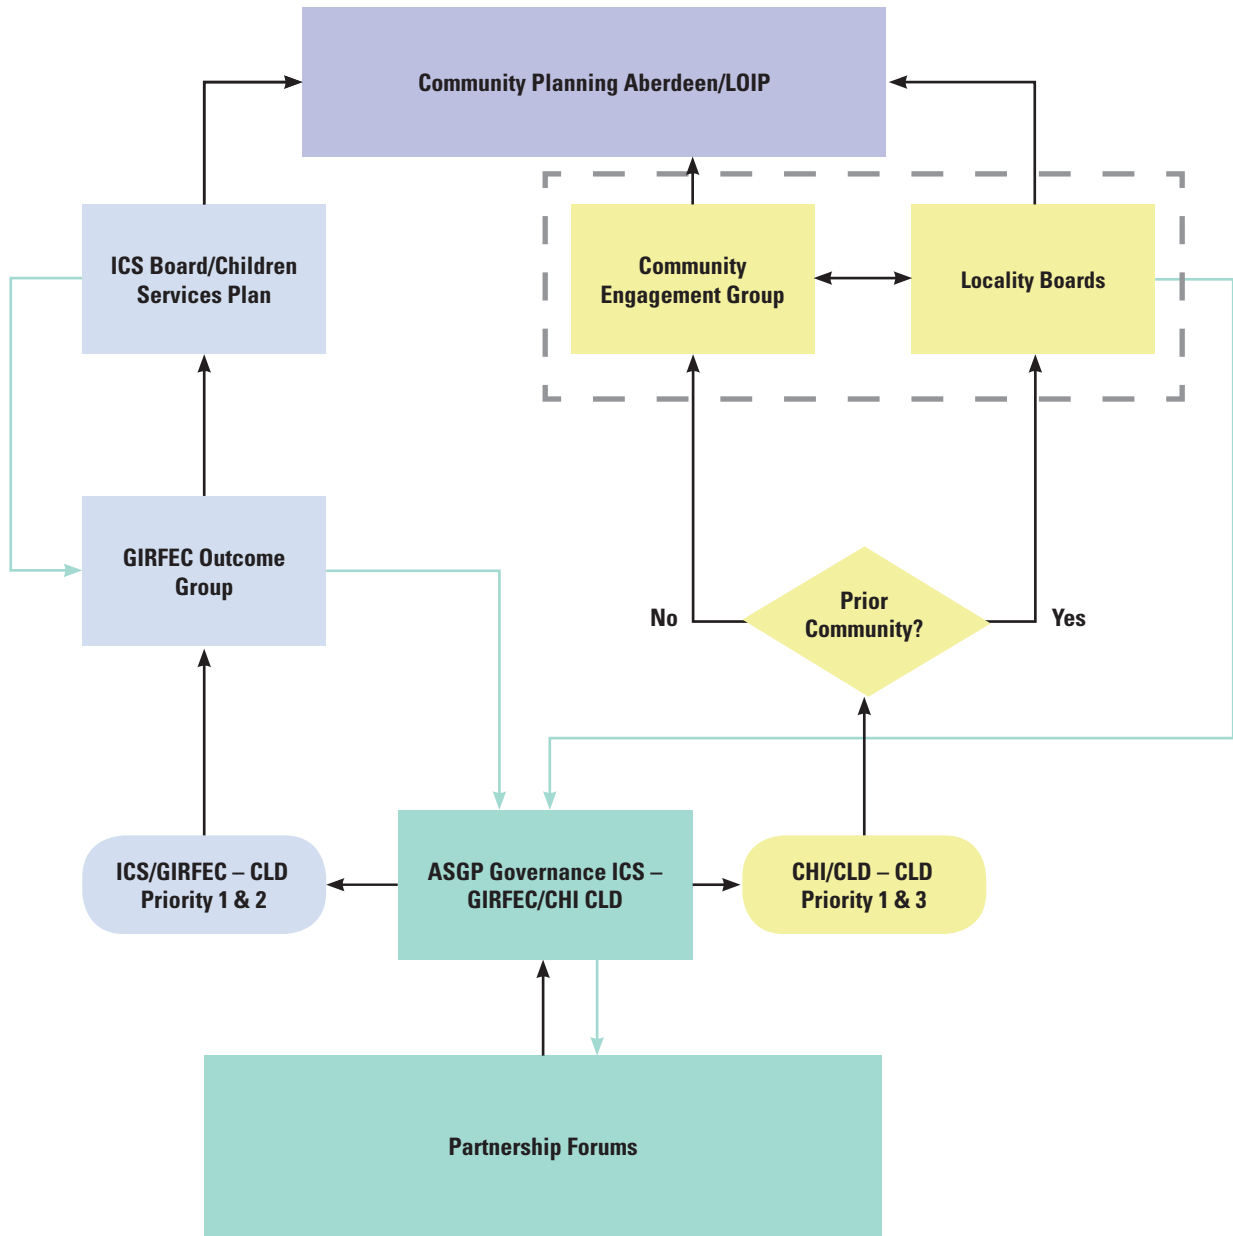 Community Planning Aberdeen/LOIP
ICS Board/Children
Services Plan
Community
Engagement Group
Locality Boards
GIRFEC Outcome
Group
Prior
Community?
No
Yes
ICS/GIRFEC – CLD
Priority 1 & 2
ASGP Governance ICS –
GIRFEC/CHI CLD
CHI/CLD – CLD
Priority 1 & 3
Partnership Forums